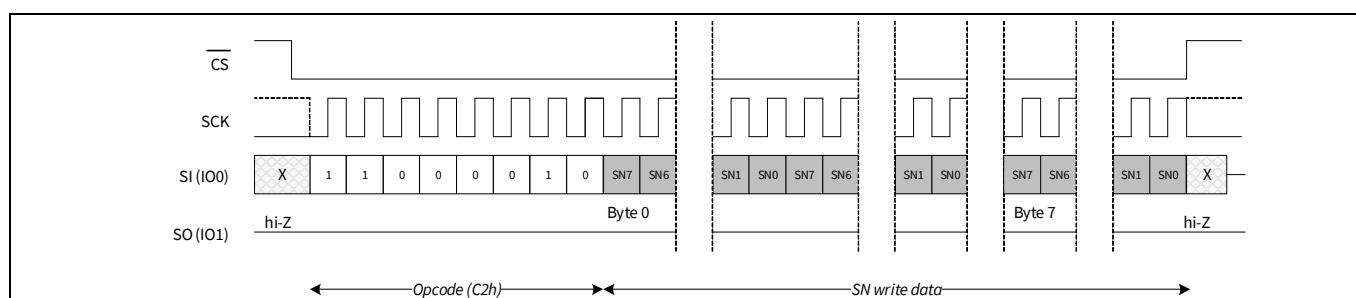 CS
SCK
SI (IO0) X 1 1 0 0 0 0 1 0 SN7 SN6 SN1 SN0 SN7 SN6 SN1 SN0 SN7 SN6 SN1 SN0 X
Byte 0 Byte 7
hi-Z hi-Z
SO (IO1)
Opcode (C2h) SN write data